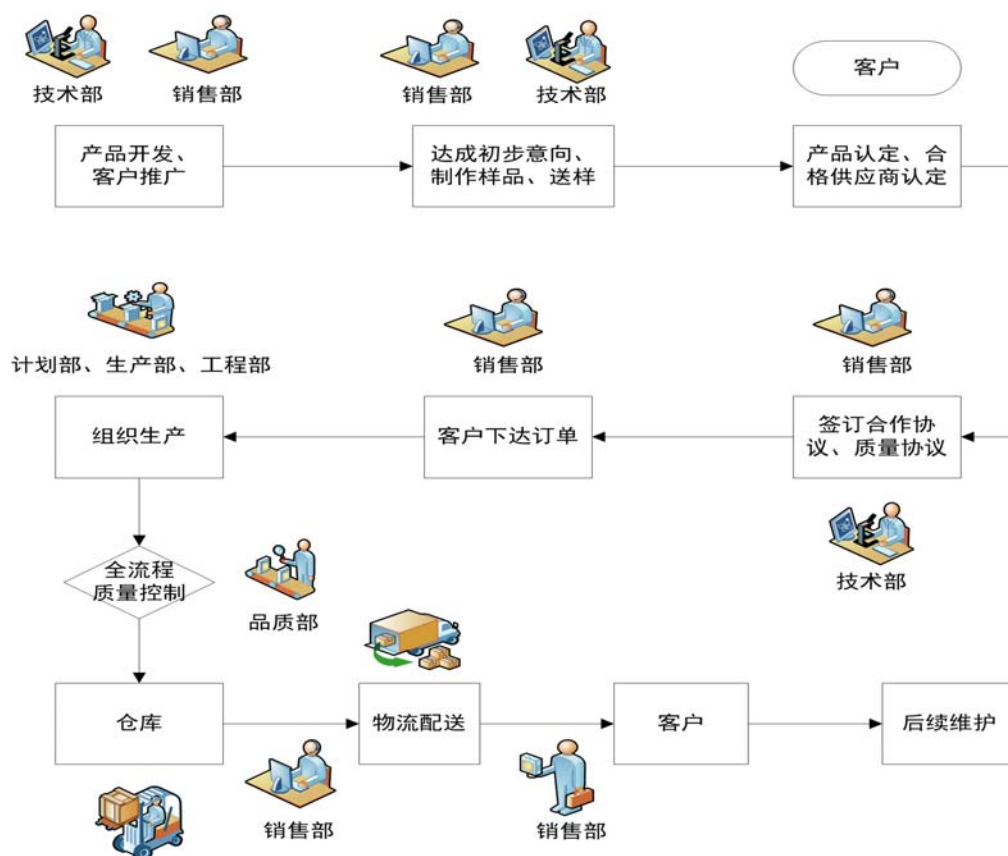 技术部
销售部
销售部
技术部
客户
产品开发、
客户推广
达成初步意向、
制作样品、送样
产品认定、合
格供应商认定
计划部、生产部、工程部
销售部
销售部
组织生产
客户下达订单
签订合作协
议、质量协议
技术部
全流程
质量控制
品质部
仓库
物流配送
客户
后续维护
销售部
销售部